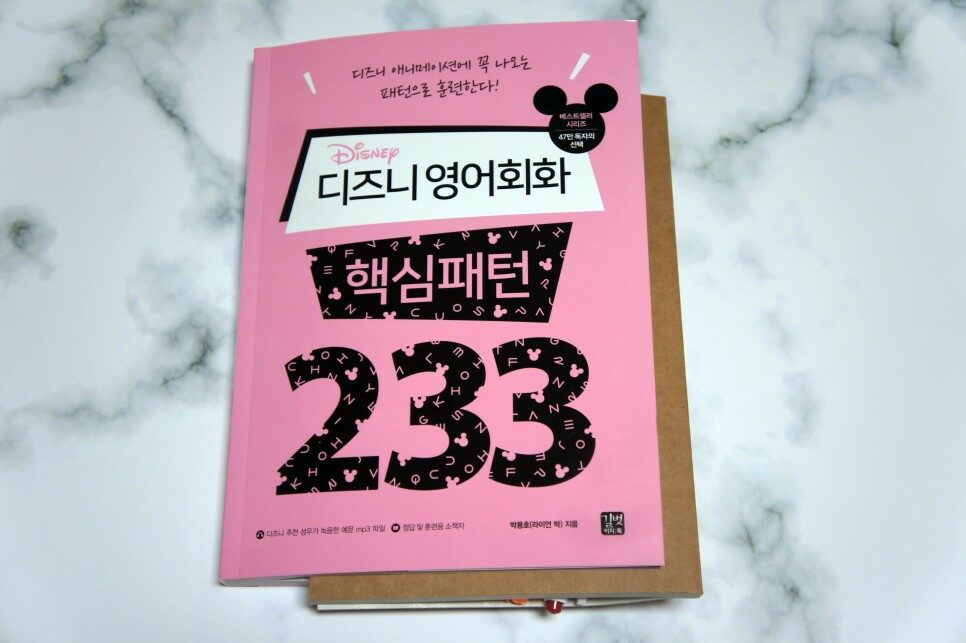 디즈니 애니메이션에 꼭 나오는
패턴으로 훈련한다!
베스트셀러
시리즈
47만 독자의
선택
DISNEY
디즈니 영어회화
핵심패턴
233
디즈니 추천 성우가 녹음한 예문 mp3 파일 정답 및 훈련용 소책자
박용호(라이언 박) 지음
길벗
이지:톡